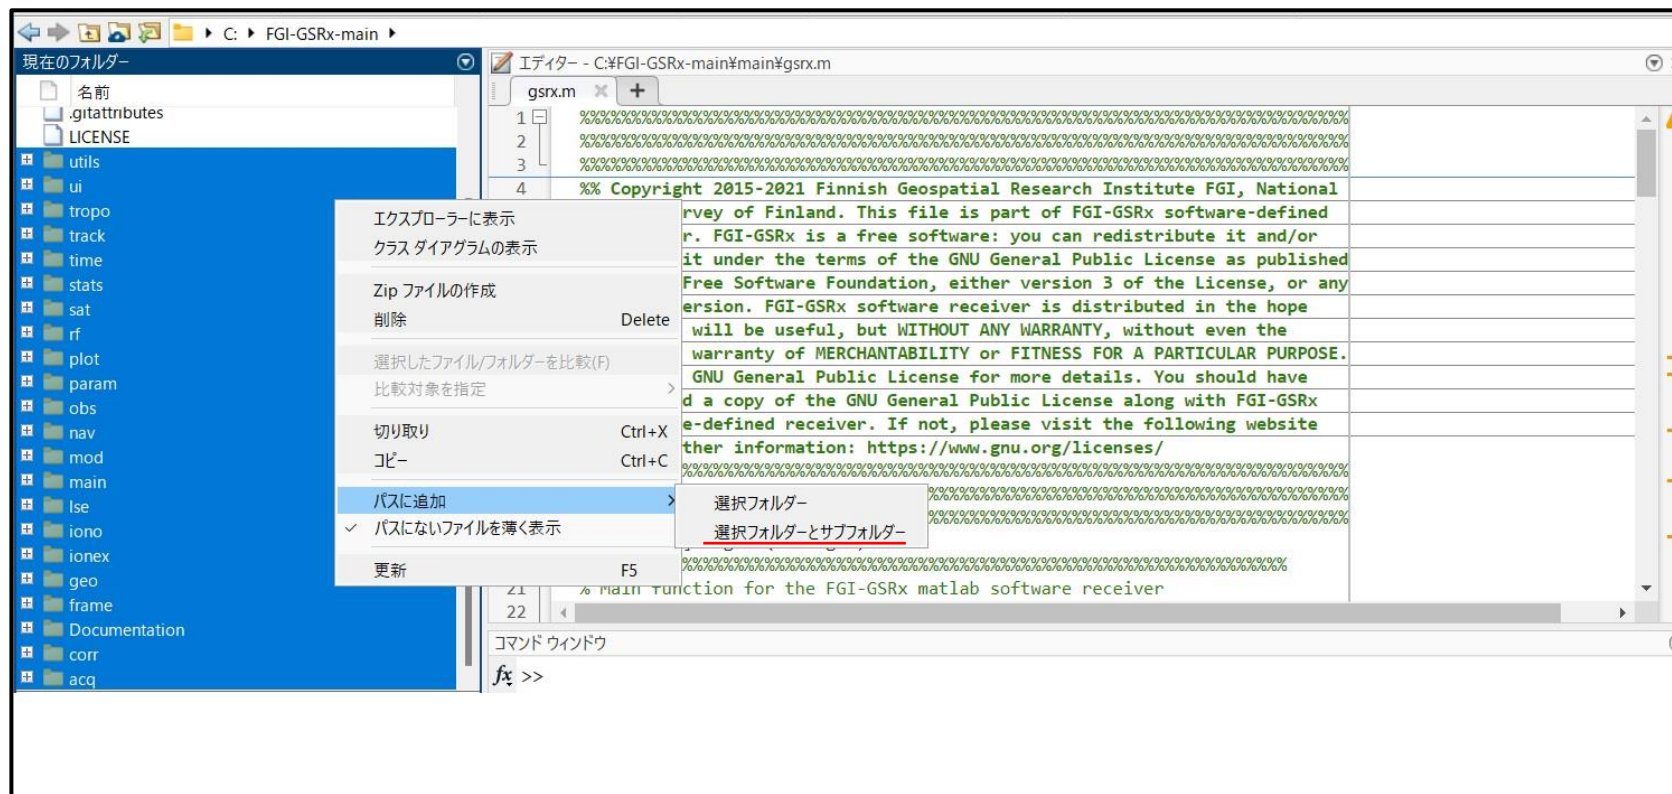 C: FGI-GSRx-main
現在のフォルダー
名前
.gitattributes
LICENSE
utils
ui
tropo
track
time
stats
sat
rf
plot
param
obs
nav
mod
main
lse
iono
ionex
geo
frame
Documentation
corr
acq
エクスプローラーに表示
クラス ダイアグラムの表示
Zip ファイルの作成
削除 Delete
選択したファイル/フォルダーを比較(F)
比較対象を指定
切り取り Ctrl+X
コピー Ctrl+C
パスに追加
パスにないファイルを薄く表示
更新 F5
選択フォルダー
選択フォルダーとサブフォルダー
エディター - C:¥FGI-GSRx-main¥main¥gsrx.m
gsrx.m
1 %%%%%%%%%%%%%%%%%%%%%%%%%%%%%%%%%%%%%%%%%%%%%%%%%%%%%%%%%%%%%%%%%%%%%%%%%%%
2 %%%%%%%%%%%%%%%%%%%%%%%%%%%%%%%%%%%%%%%%%%%%%%%%%%%%%%%%%%%%%%%%%%%%%%%%%%%
3 %%%%%%%%%%%%%%%%%%%%%%%%%%%%%%%%%%%%%%%%%%%%%%%%%%%%%%%%%%%%%%%%%%%%%%%%%%%
4 %% Copyright 2015-2021 Finnish Geospatial Research Institute FGI, National
rvey of Finland. This file is part of FGI-GSRx software-defined
r. FGI-GSRx is a free software: you can redistribute it and/or
it under the terms of the GNU General Public License as published
Free Software Foundation, either version 3 of the License, or any
ersion. FGI-GSRx software receiver is distributed in the hope
will be useful, but WITHOUT ANY WARRANTY, without even the
warranty of MERCHANTABILITY or FITNESS FOR A PARTICULAR PURPOSE.
GNU General Public License for more details. You should have
d a copy of the GNU General Public License along with FGI-GSRx
e-defined receiver. If not, please visit the following website
ther information: https://www.gnu.org/licenses/
%%%%%%%%%%%%%%%%%%%%%%%%%%%%%%%%%%%%%%%%%%%%%%%%%%%%%%%%%%%%%%%%
%%%%%%%%%%%%%%%%%%%%%%%%%%%%%%%%%%%%%%%%
%%%%%%%%%%%%%%%%%%%%%%%%%%%%%%%%%%%%%%%%
%%%%%%%%%%%%%%%%%%%%%%%%%%%%%%%%%%%%%%%%%%%%%%%%%%%%%%%%%%
21 % Main function for the FGI-GSRx matlab software receiver
22
コマンド ウィンドウ
fx >>